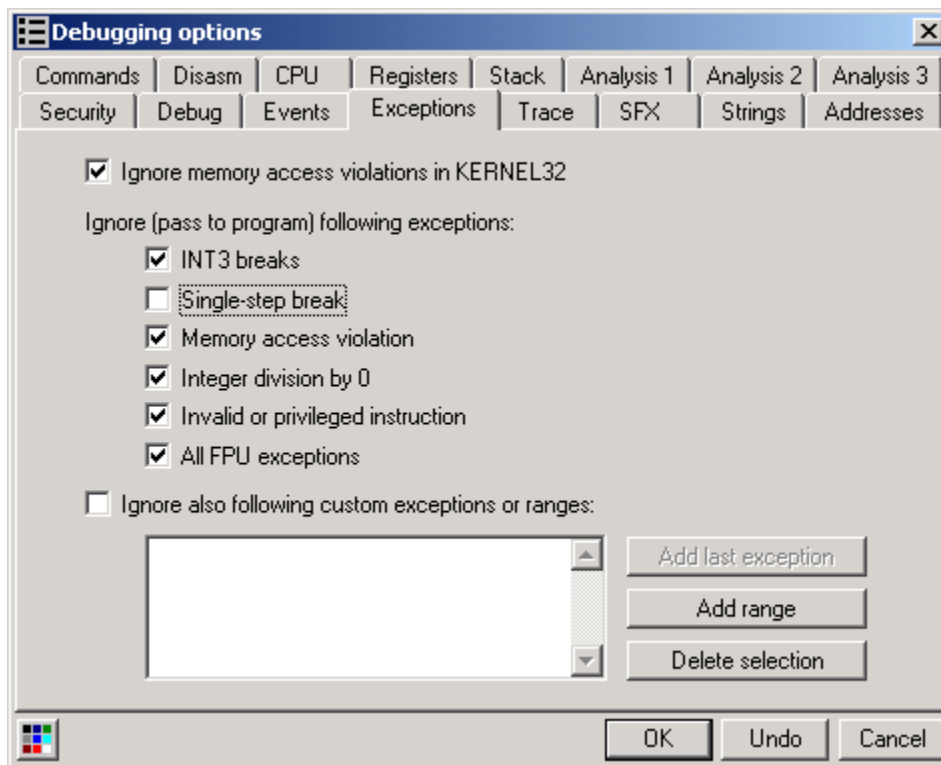 Debugging options
Commands Disasm CPU Registers Stack Analysis 1 Analysis 2 Analysis 3
Security Debug Events Exceptions Trace SFX Strings Addresses
Ignore memory access violations in KERNEL32
Ignore (pass to program) following exceptions:
INT3 breaks
Single-step break
Memory access violation
Integer division by 0
Invalid or privileged instruction
All FPU exceptions
Ignore also following custom exceptions or ranges:
Add last exception
Add range
Delete selection
OK Undo Cancel